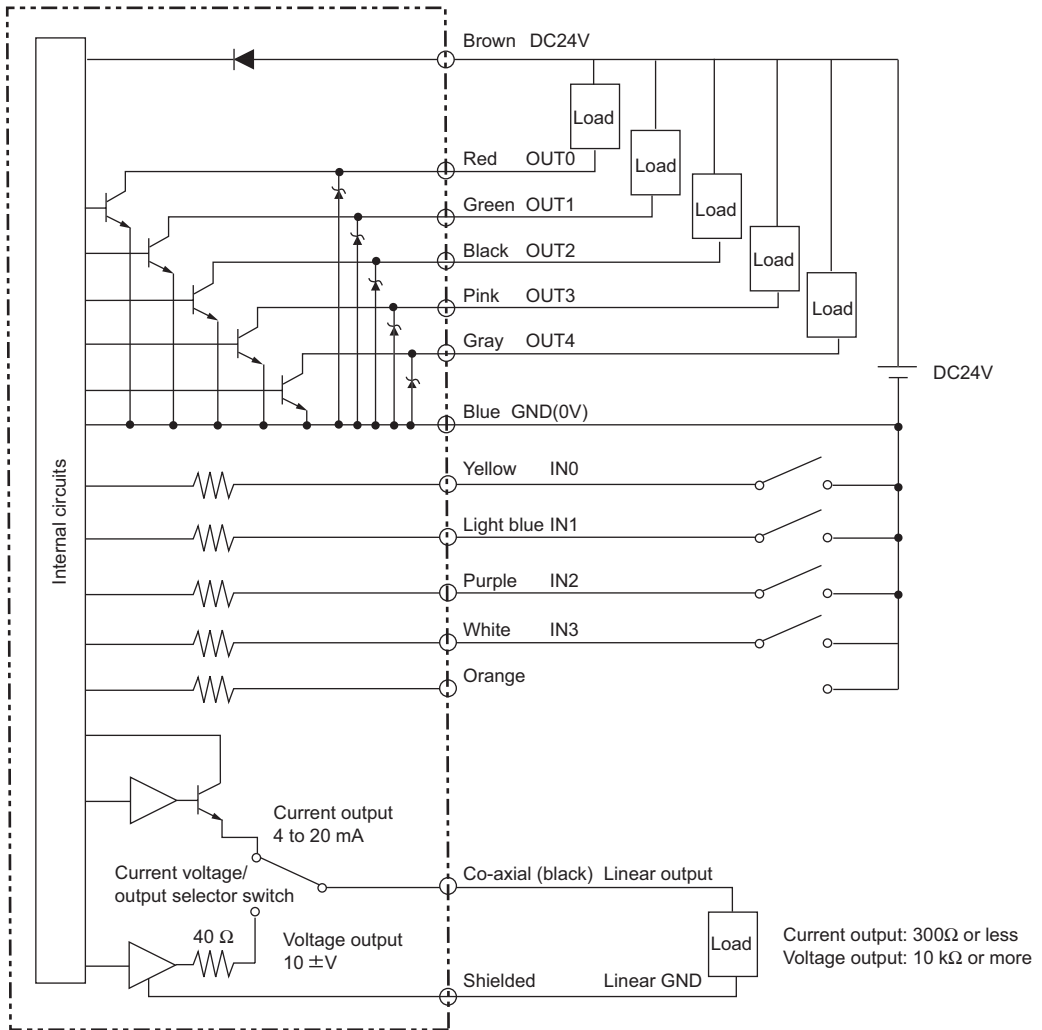 Brown DC24V
Load
Red OUT0
Load
Green OUT1
Load
Black OUT2
Load
Pink OUT3
Load
Gray OUT4
DC24V
Blue GND(0V)
Internal circuits
Yellow IN0
Light blue IN1
Purple IN2
White IN3
Orange
Current output
4 to 20 mA
Current voltage/
output selector switch
Co-axial (black) Linear output
40 Ω
Voltage output
10 ±V
Load
Current output: 300Ω or less
Voltage output: 10 kΩ or more
Shielded Linear GND